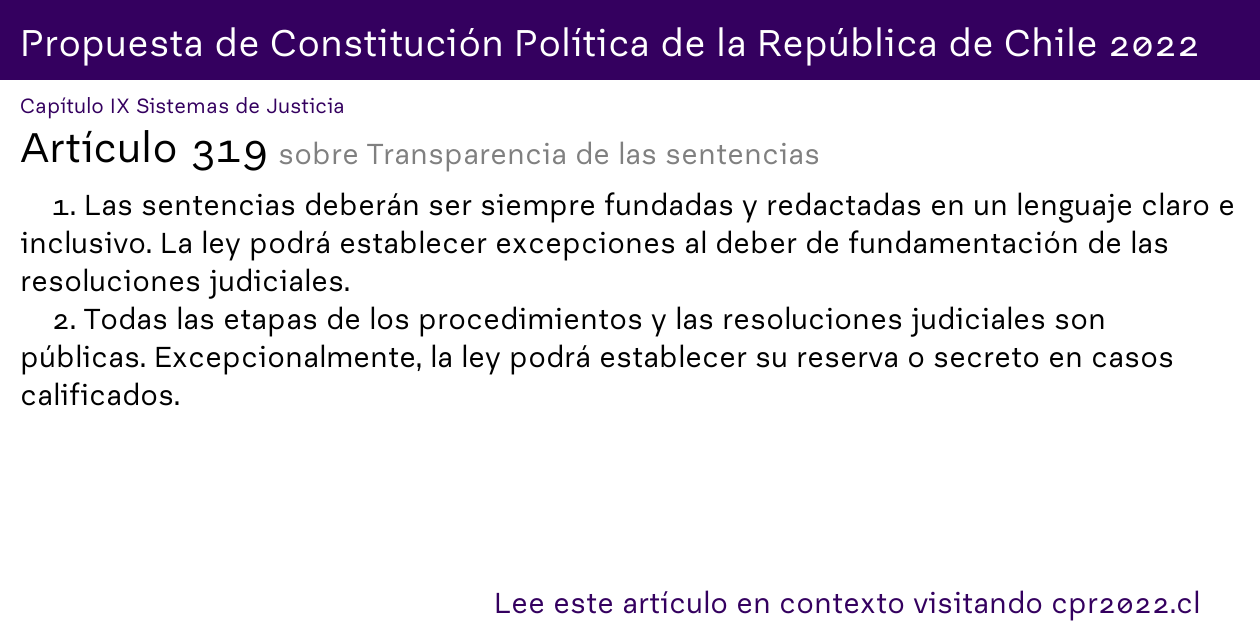 Propuesta de Constitución Política de la República de Chile 2022
Capítulo IX Sistemas de Justicia
Artículo 319 sobre Transparencia de las sentencias
1. Las sentencias deberán ser siempre fundadas y redactadas en un lenguaje claro e
inclusivo. La ley podrá establecer excepciones al deber de fundamentación de las
resoluciones judiciales.
2. Todas las etapas de los procedimientos y las resoluciones judiciales son
públicas. Excepcionalmente, la ley podrá establecer su reserva o secreto en casos
calificados.
Lee este artículo en contexto visitando cpr2022.cl